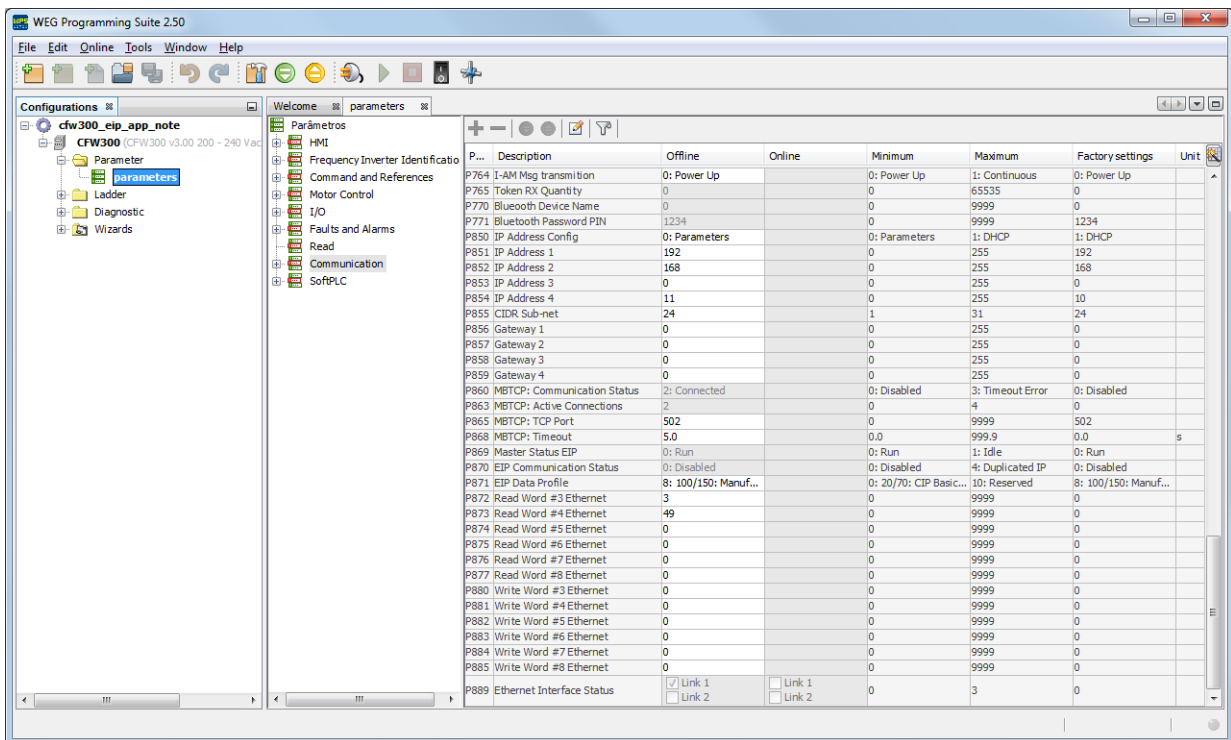 WEG Programming Suite 2.50
File Edit Online Tools Window Help
Configurations
cfw300_eip_app_note
CFW300 (CFW300 v3.00 200 - 240 Vac
Parameter
parameters
Ladder
Diagnostic
Wizards
Welcome parameters
Parâmetros
HMI
Frequency Inverter Identificatio
Command and References
Motor Control
I/O
Faults and Alarms
Read
Communication
SoftPLC
P... Description Offline Online Minimum Maximum Factory settings Unit
P764 I-AM Msg transmition 0: Power Up 0: Power Up 1: Continuous 0: Power Up
P765 Token RX Quantity 0 0 65535 0
P770 Blueooth Device Name 0 0 9999 0
P771 Bluetooth Password PIN 1234 0 9999 1234
P850 IP Address Config 0: Parameters 0: Parameters 1: DHCP 1: DHCP
P851 IP Address 1 192 0 255 192
P852 IP Address 2 168 0 255 168
P853 IP Address 3 0 0 255 0
P854 IP Address 4 11 0 255 10
P855 CIDR Sub-net 24 1 31 24
P856 Gateway 1 0 0 255 0
P857 Gateway 2 0 0 255 0
P858 Gateway 3 0 0 255 0
P859 Gateway 4 0 0 255 0
P860 MBTCP: Communication Status 2: Connected 0: Disabled 3: Timeout Error 0: Disabled
P863 MBTCP: Active Connections 2 0 4 0
P865 MBTCP: TCP Port 502 0 9999 502
P868 MBTCP: Timeout 5.0 0.0 999.9 0.0 s
P869 Master Status EIP 0: Run 0: Run 1: Idle 0: Run
P870 EIP Communication Status 0: Disabled 0: Disabled 4: Duplicated IP 0: Disabled
P871 EIP Data Profile 8: 100/150: Manuf... 0: 20/70: CIP Basic... 10: Reserved 8: 100/150: Manuf...
P872 Read Word #3 Ethernet 3 0 9999 0
P873 Read Word #4 Ethernet 49 0 9999 0
P874 Read Word #5 Ethernet 0 0 9999 0
P875 Read Word #6 Ethernet 0 0 9999 0
P876 Read Word #7 Ethernet 0 0 9999 0
P877 Read Word #8 Ethernet 0 0 9999 0
P880 Write Word #3 Ethernet 0 0 9999 0
P881 Write Word #4 Ethernet 0 0 9999 0
P882 Write Word #5 Ethernet 0 0 9999 0
P883 Write Word #6 Ethernet 0 0 9999 0
P884 Write Word #7 Ethernet 0 0 9999 0
P885 Write Word #8 Ethernet 0 0 9999 0
P889 Ethernet Interface Status Link 1 Link 1 0 3 0
Link 2 Link 2